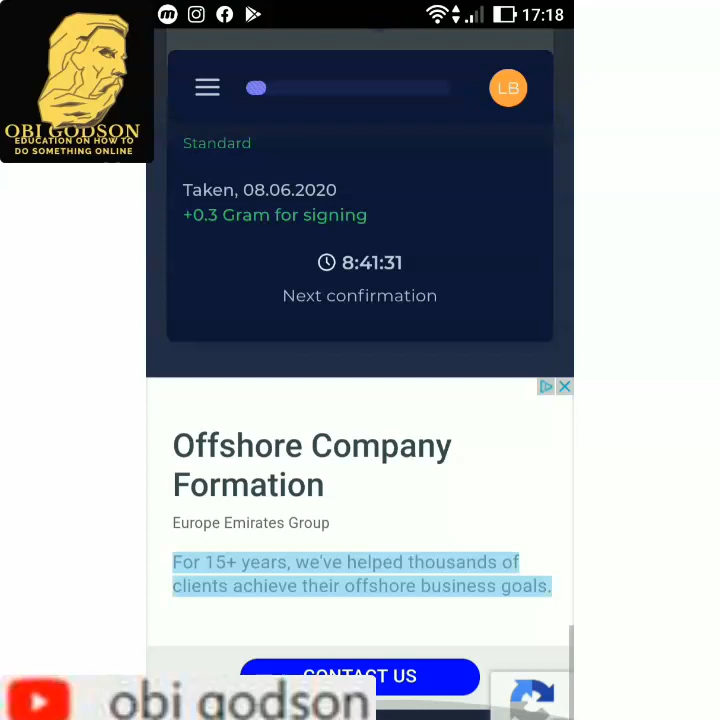 OBI GODSON
EDUCATION ON HOW TO
DO SOMETHING ONLINE
17:18
LB
Standard
Taken, 08.06.2020
+0.3 Gram for signing
8:41:31
Next confirmation
Offshore Company
Formation
Europe Emirates Group
For 15+ years, we've helped thousands of
clients achieve their offshore business goals.
CONTACT US
obi godson